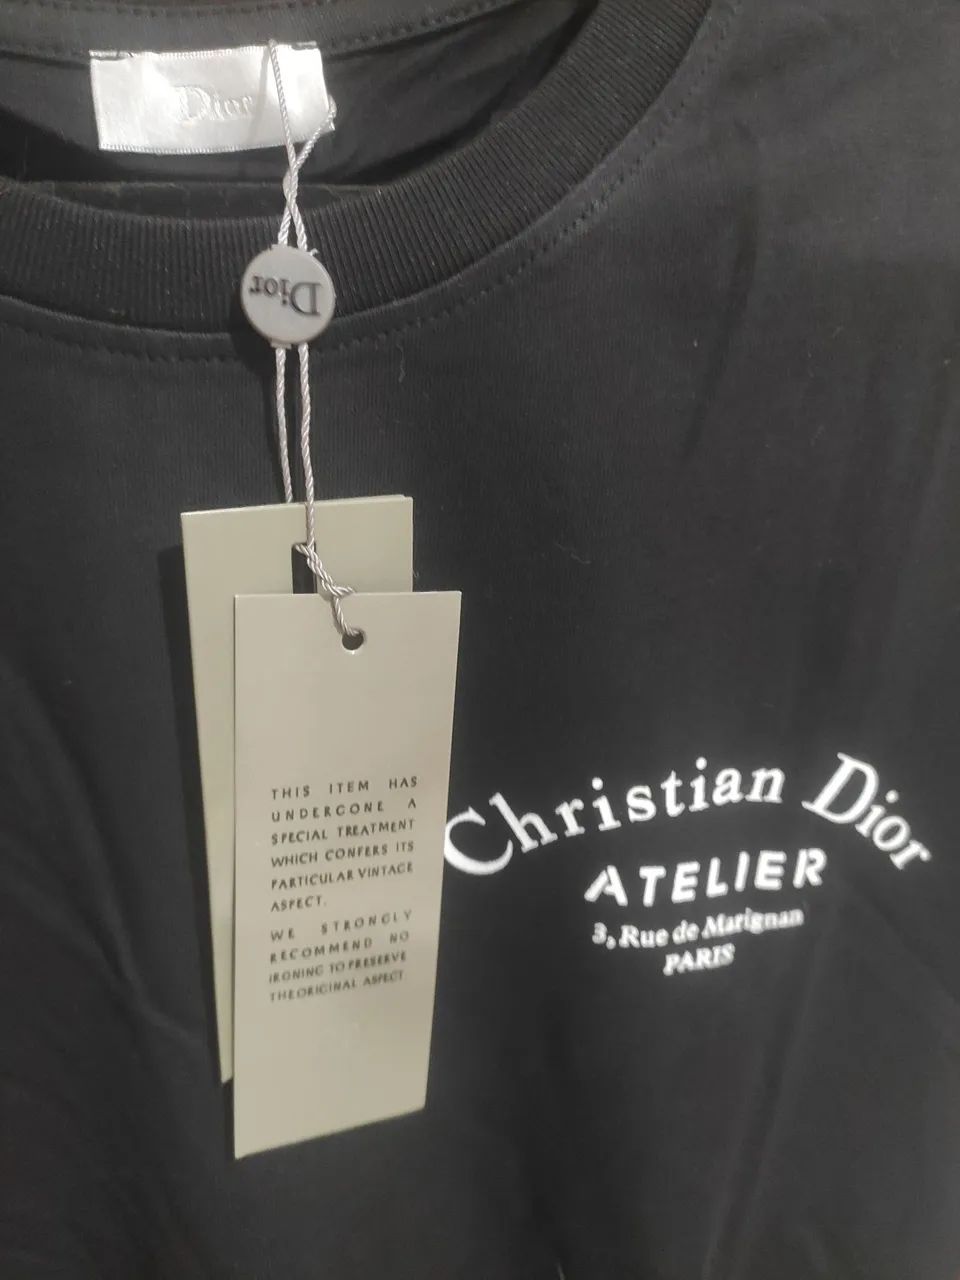 Dior
Dior
THIS ITEM HAS
UNDERGONE A
SPECIAL TREATMENT
WHICH CONFERS ITS
PARTICULAR VINTAGE
ASPECT.
WE STRONGLY
RECOMMEND NO
IRONING TO PRESERVE
THE ORIGINAL ASPECT
Christian Dior
ATELIER
3, Rue de Marignan
PARIS